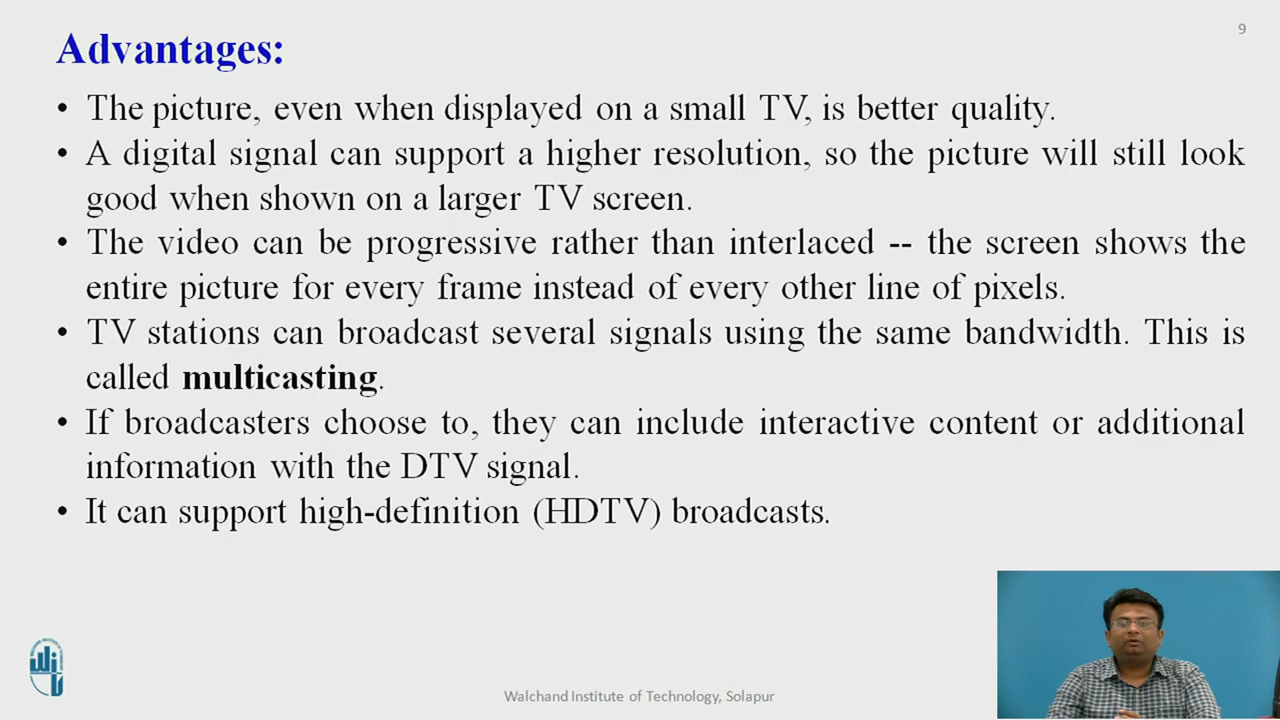 9
Advantages:
• The picture, even when displayed on a small TV, is better quality.
• A digital signal can support a higher resolution, so the picture will still look
good when shown on a larger TV screen.
• The video can be progressive rather than interlaced -- the screen shows the
entire picture for every frame instead of every other line of pixels.
• TV stations can broadcast several signals using the same bandwidth. This is
called multicasting.
• If broadcasters choose to, they can include interactive content or additional
information with the DTV signal.
• It can support high-definition (HDTV) broadcasts.
Walchand Institute of Technology, Solapur